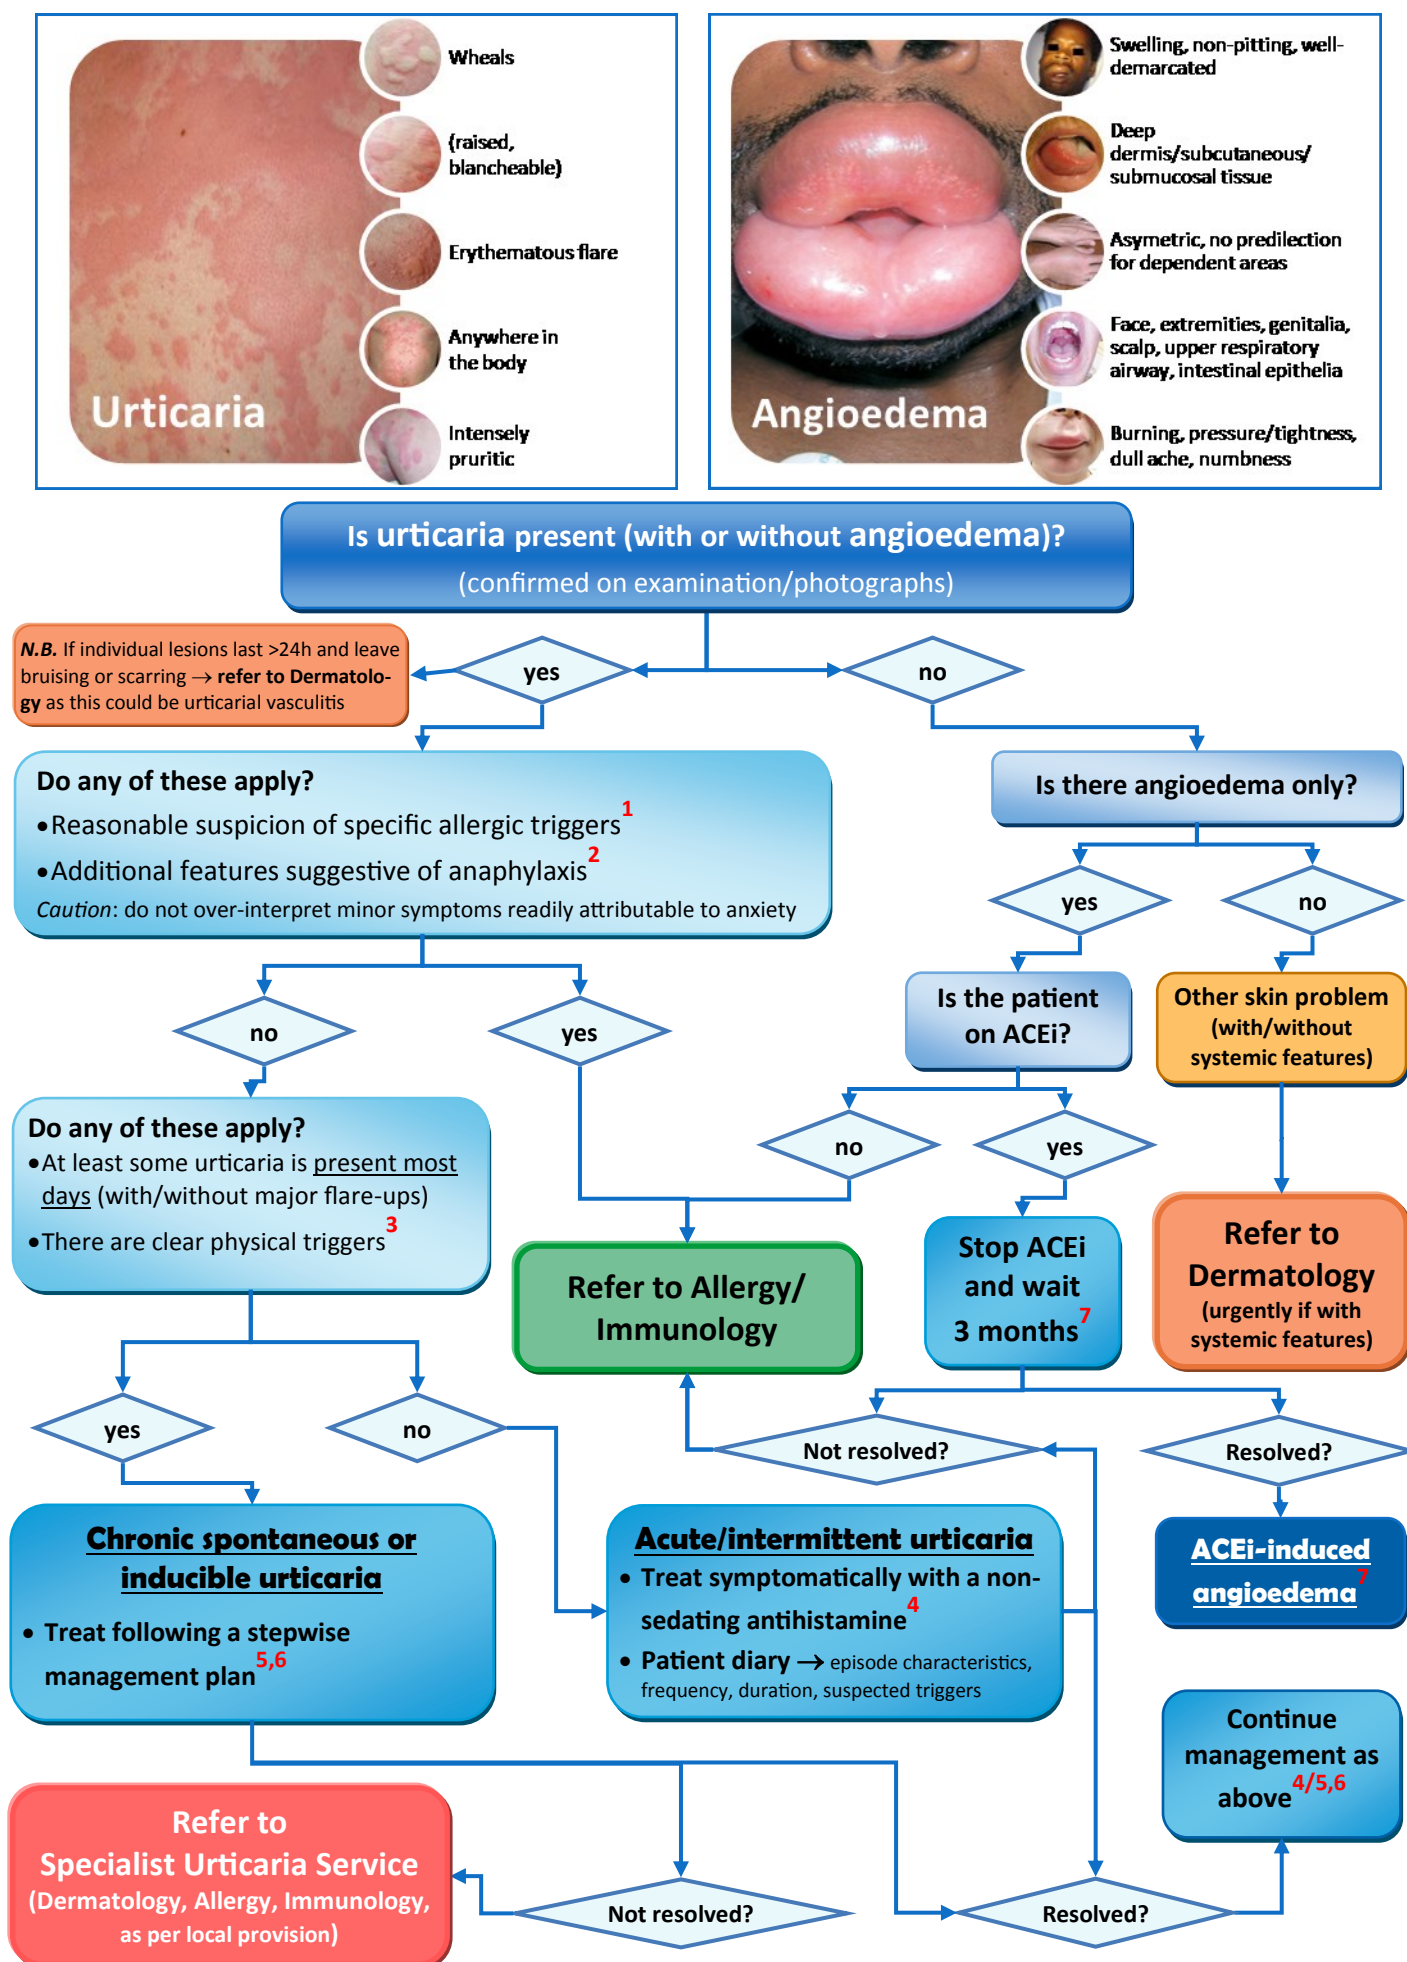 Urticaria
Wheals
(raised,
blancheable)
Erythematous flare
Anywhere in
the body
Intensely
pruritic
Angioedema
Swelling, non-pitting, well-
demarcated
Deep
dermis/subcutaneous/
submucosal tissue
Asymetric, no predilection
for dependent areas
Face, extremities, genitalia,
scalp, upper respiratory
airway, intestinal epithelia
Burning, pressure/tightness,
dull ache, numbness
Is urticaria present (with or without angioedema)?
(confirmed on examination/photographs)
N.B. If individual lesions last >24h and leave
bruising or scarring → refer to Dermatolo-
gy as this could be urticarial vasculitis
yes
no
Do any of these apply?
•Reasonable suspicion of specific allergic triggers1
•Additional features suggestive of anaphylaxis2
Caution: do not over-interpret minor symptoms readily attributable to anxiety
Is there angioedema only?
yes
no
no
yes
Is the patient
on ACEi?
Other skin problem
(with/without
systemic features)
Do any of these apply?
•At least some urticaria is present most
days (with/without major flare-ups)
•There are clear physical triggers3
no
yes
Refer to Allergy/
Immunology
Stop ACEi
and wait
3 months7
Refer to
Dermatology
(urgently if with
systemic features)
yes
no
Not resolved?
Resolved?
Chronic spontaneous or
inducible urticaria
• Treat following a stepwise
management plan5,6
Acute/intermittent urticaria
• Treat symptomatically with a non-
sedating antihistamine4
• Patient diary → episode characteristics,
frequency, duration, suspected triggers
ACEi-induced
angioedema7
Continue
management as
above4/5,6
Refer to
Specialist Urticaria Service
(Dermatology, Allergy, Immunology,
as per local provision)
Not resolved?
Resolved?